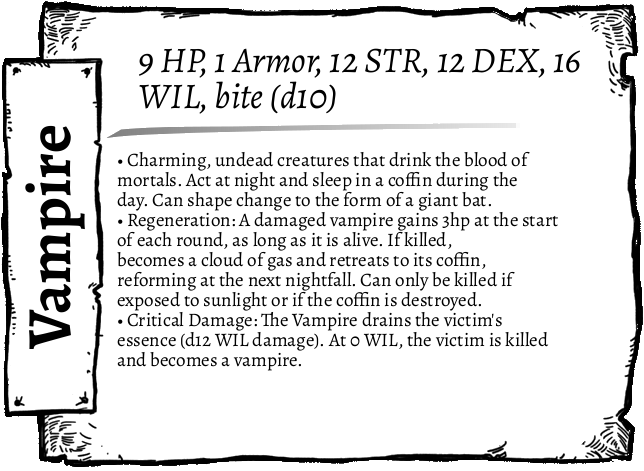 Vampire
9 HP, 1 Armor, 12 STR, 12 DEX, 16
WIL, bite (d10)
• Charming, undead creatures that drink the blood of
mortals. Act at night and sleep in a coffin during the
day. Can shape change to the form of a giant bat.
• Regeneration: A damaged vampire gains 3hp at the start
of each round, as long as it is alive. If killed,
becomes a cloud of gas and retreats to its coffin,
reforming at the next nightfall. Can only be killed if
exposed to sunlight or if the coffin is destroyed.
• Critical Damage: The Vampire drains the victim's
essence (d12 WIL damage). At 0 WIL, the victim is killed
and becomes a vampire.